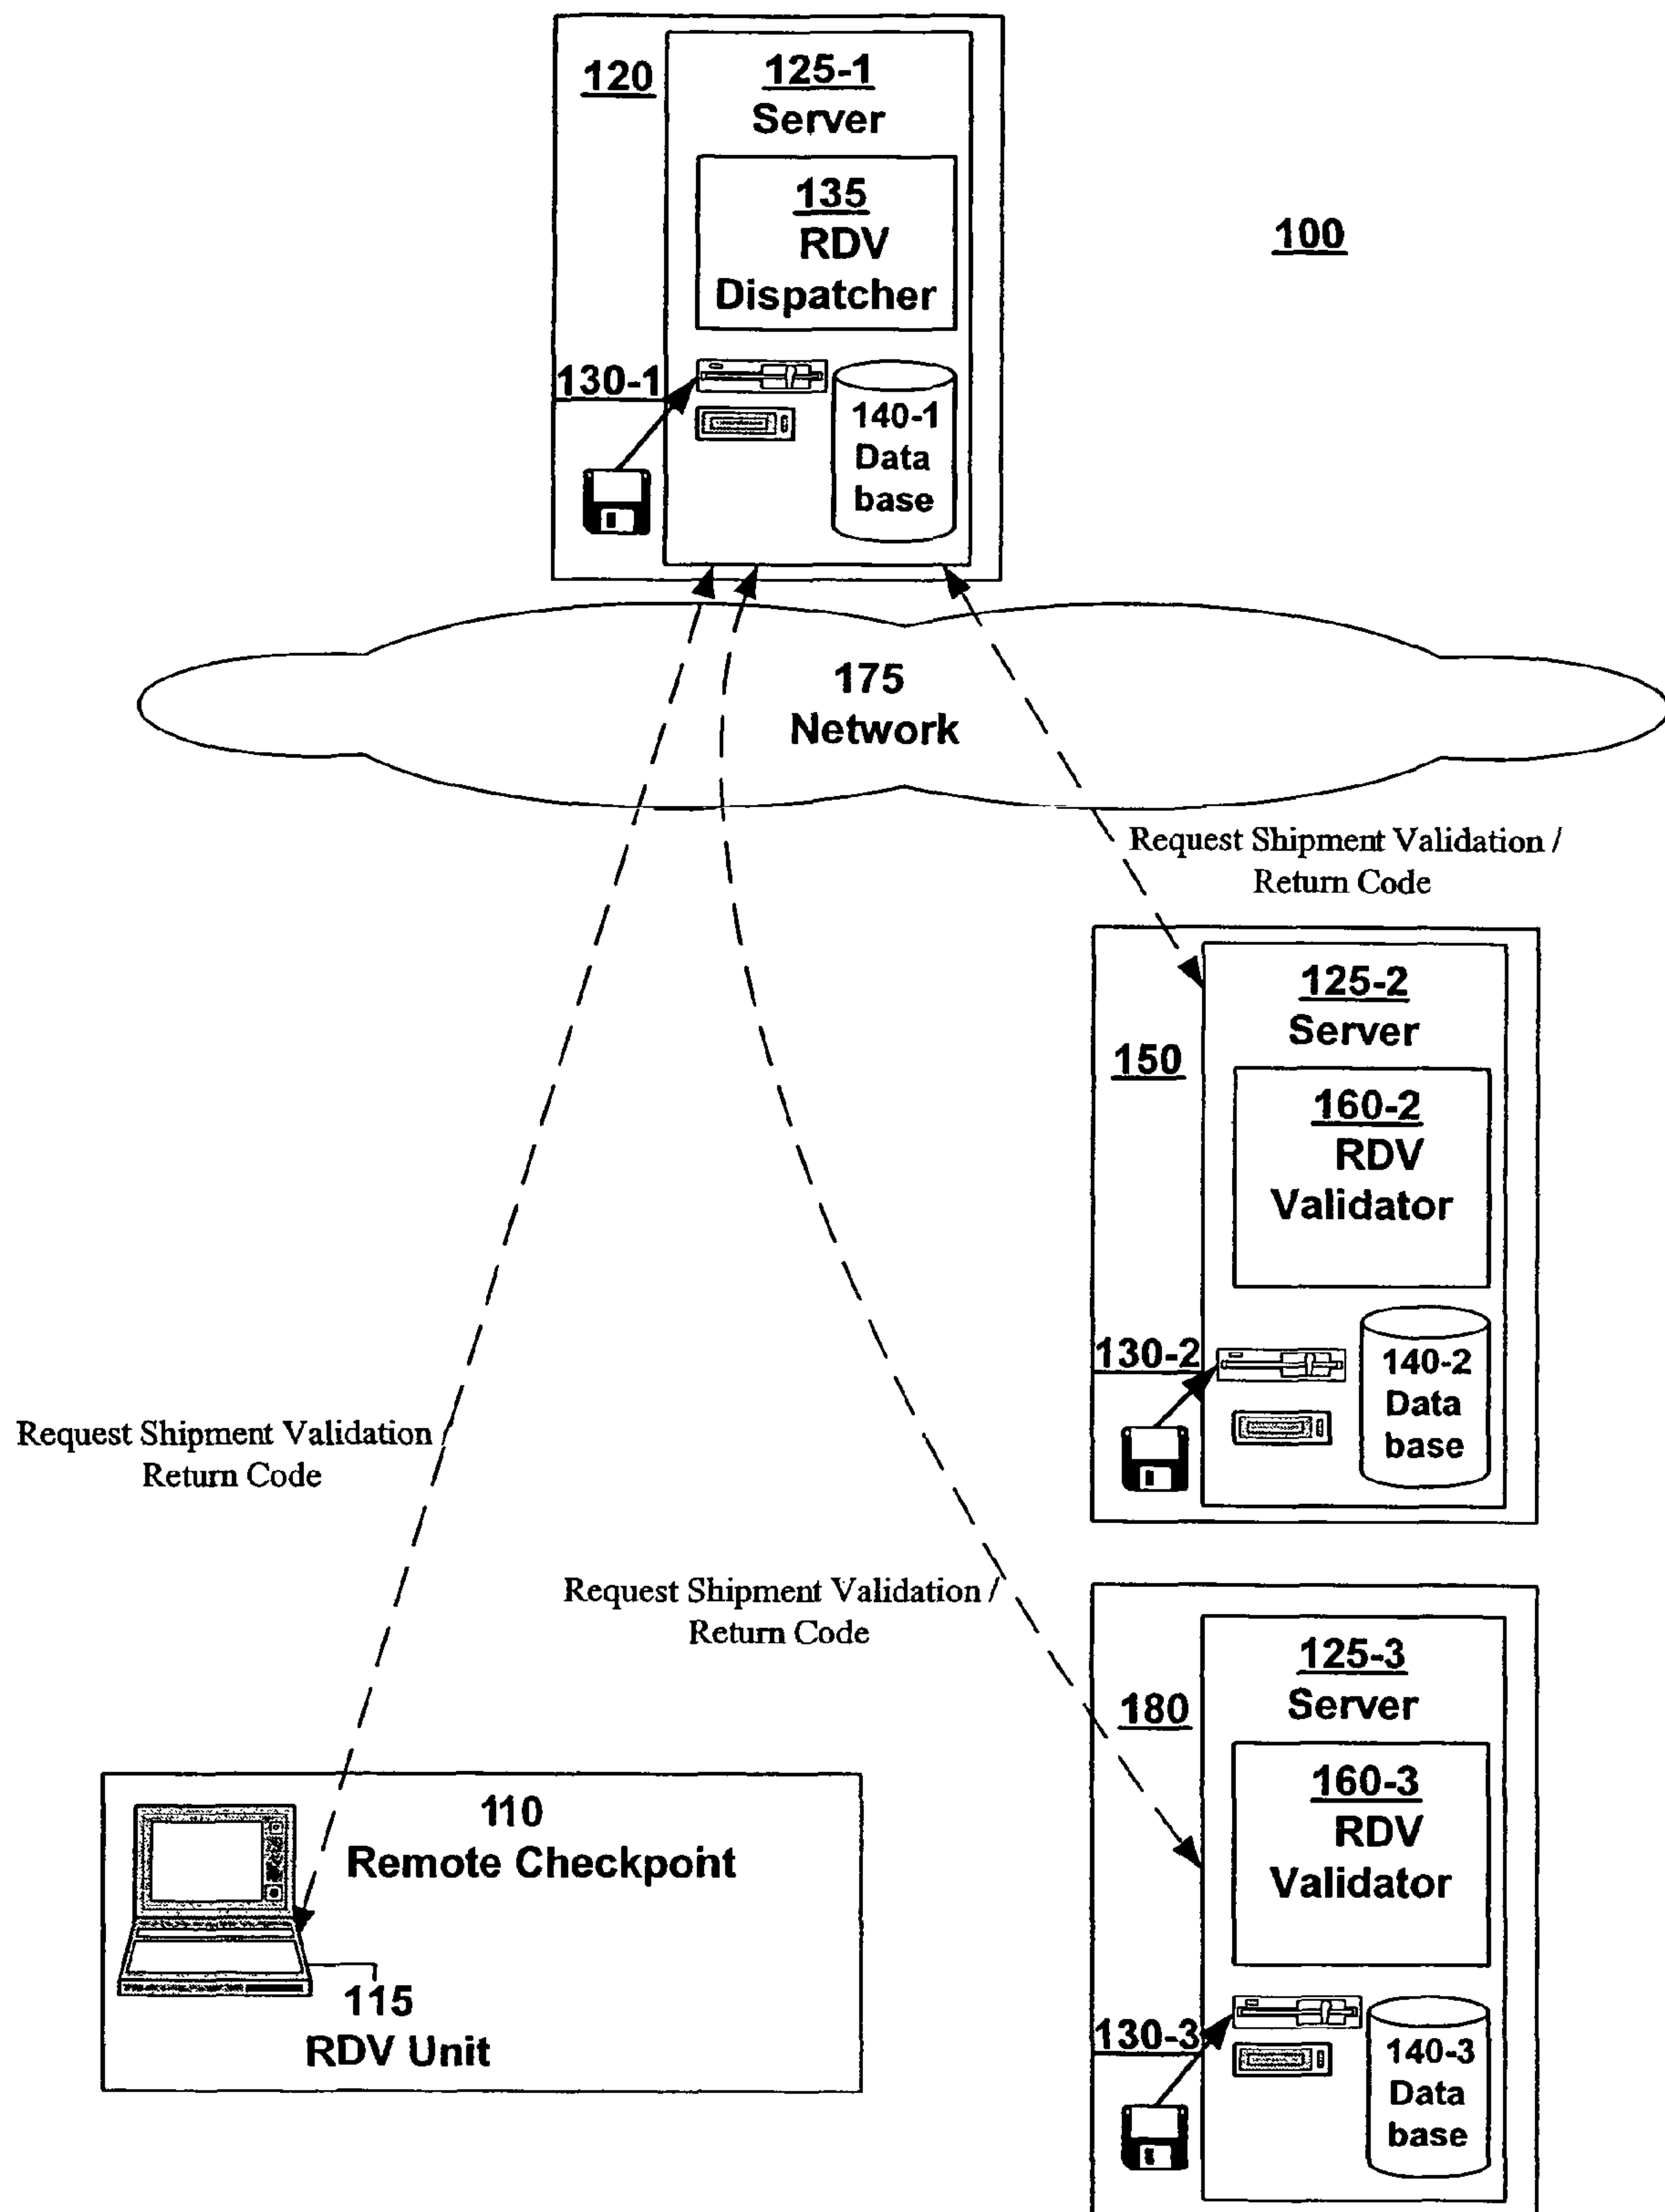 120
125-1
Server
135
RDV
Dispatcher
100
130-1
140-1
Data
base
175
Network
Request Shipment Validation /
Return Code
125-2
Server
150
160-2
RDV
Validator
130-2
140-2
Data
base
Request Shipment Validation /
Return Code
Request Shipment Validation /
Return Code
125-3
Server
180
160-3
RDV
Validator
130-3
140-3
Data
base
110
Remote Checkpoint
115
RDV Unit